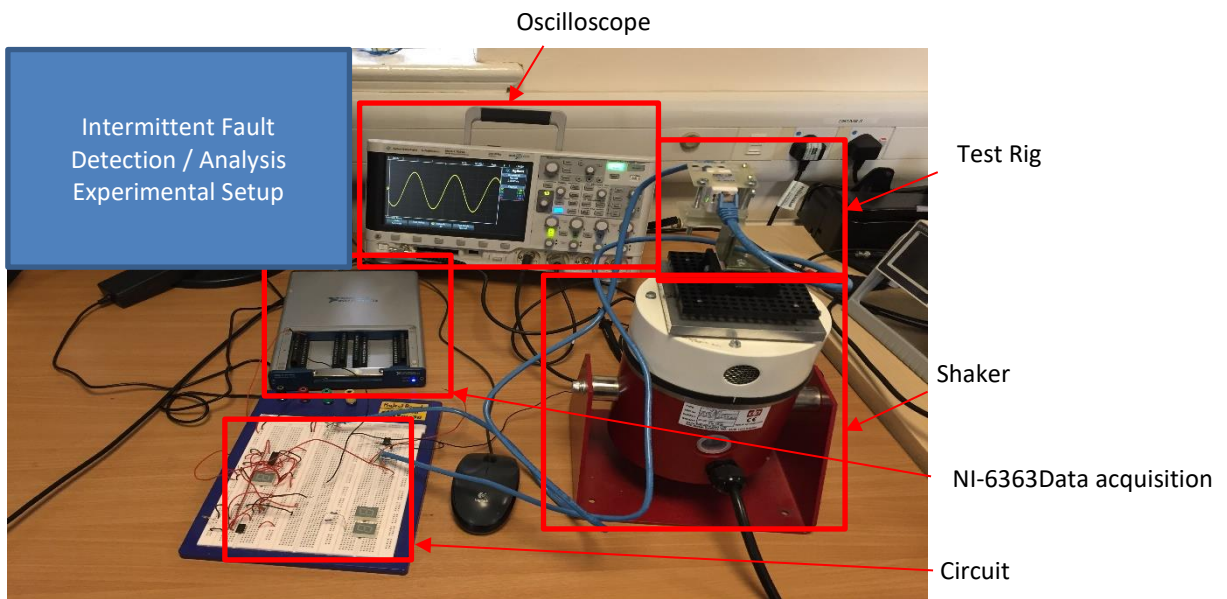 Oscilloscope
Intermittent Fault
Detection / Analysis
Experimental Setup
Test Rig
Shaker
NI-6363Data acquisition
Circuit